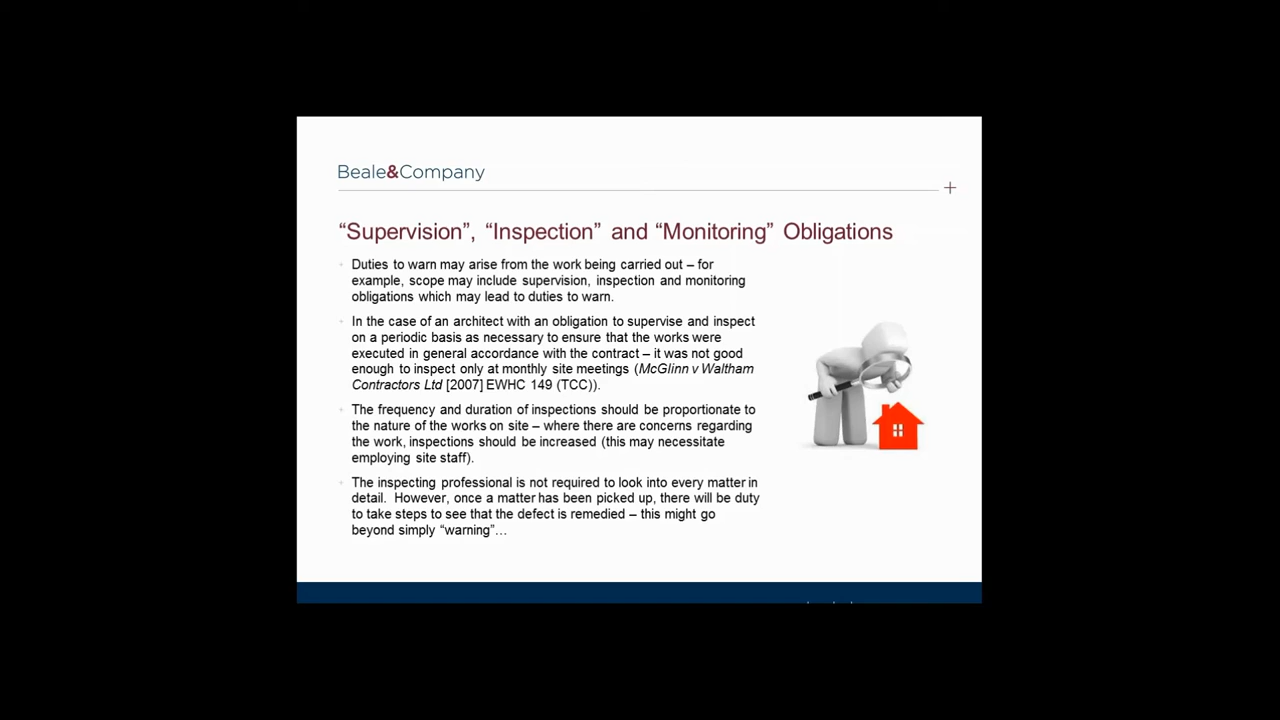 Beale&Company
“Supervision”, “Inspection” and “Monitoring” Obligations
Duties to warn may arise from the work being carried out – for
example, scope may include supervision, inspection and monitoring
obligations which may lead to duties to warn.
In the case of an architect with an obligation to supervise and inspect
on a periodic basis as necessary to ensure that the works were
executed in general accordance with the contract – it was not good
enough to inspect only at monthly site meetings (McGlinn v Waltham
Contractors Ltd [2007] EWHC 149 (TCC)).
The frequency and duration of inspections should be proportionate to
the nature of the works on site – where there are concerns regarding
the work, inspections should be increased (this may necessitate
employing site staff).
The inspecting professional is not required to look into every matter in
detail.  However, once a matter has been picked up, there will be duty
to take steps to see that the defect is remedied – this might go
beyond simply “warning”…